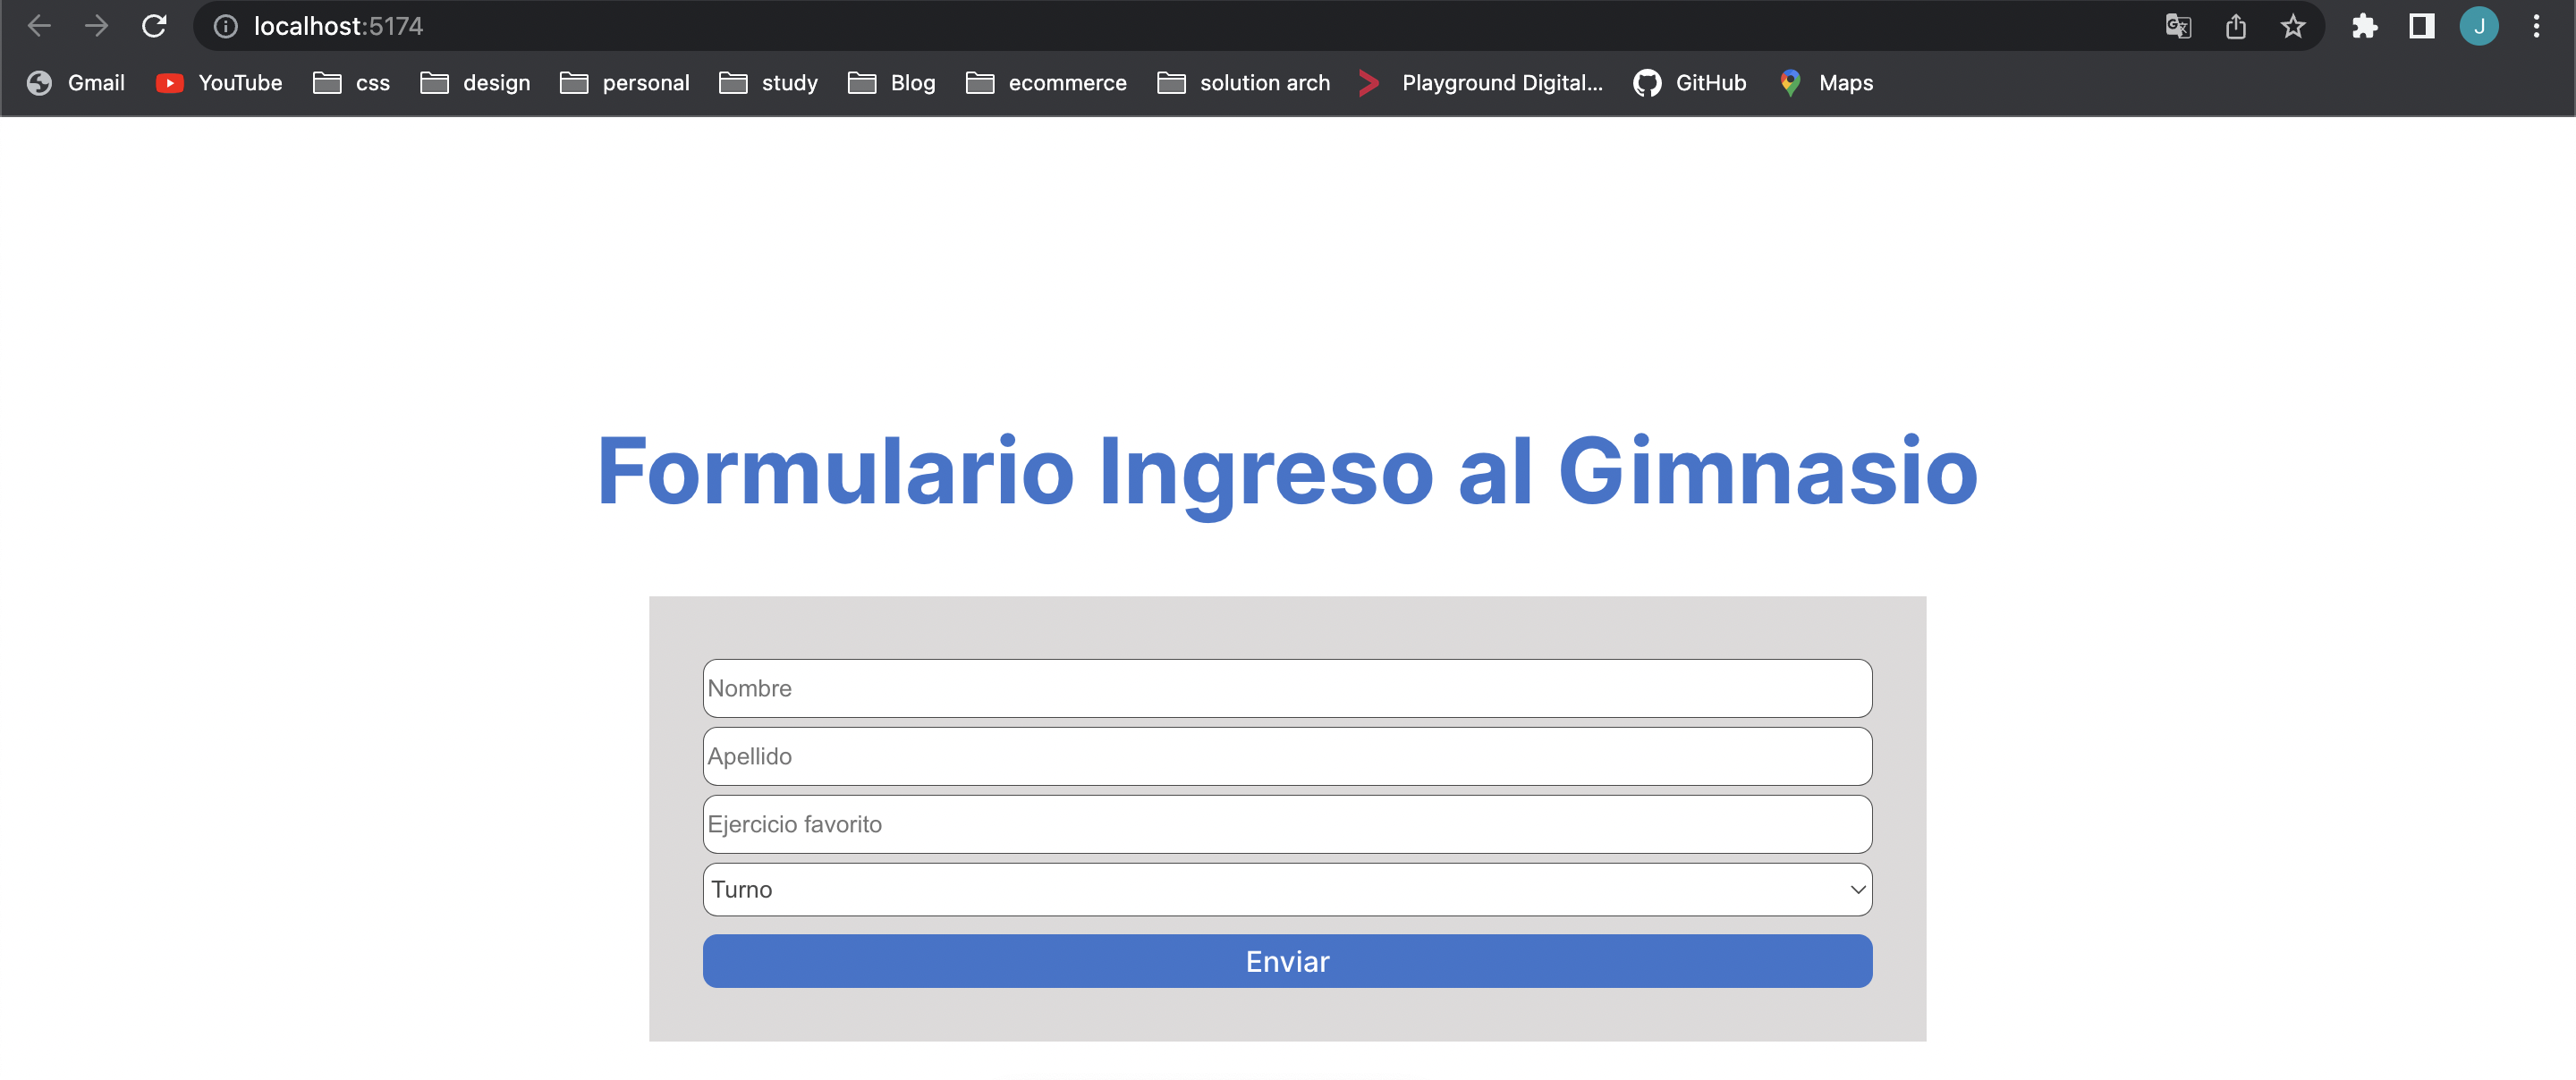 localhost:5174
J
Gmail YouTube css design personal study Blog ecommerce solution arch Playground Digital... GitHub Maps
Formulario Ingreso al Gimnasio
Nombre
Apellido
Ejercicio favorito
Turno
Enviar